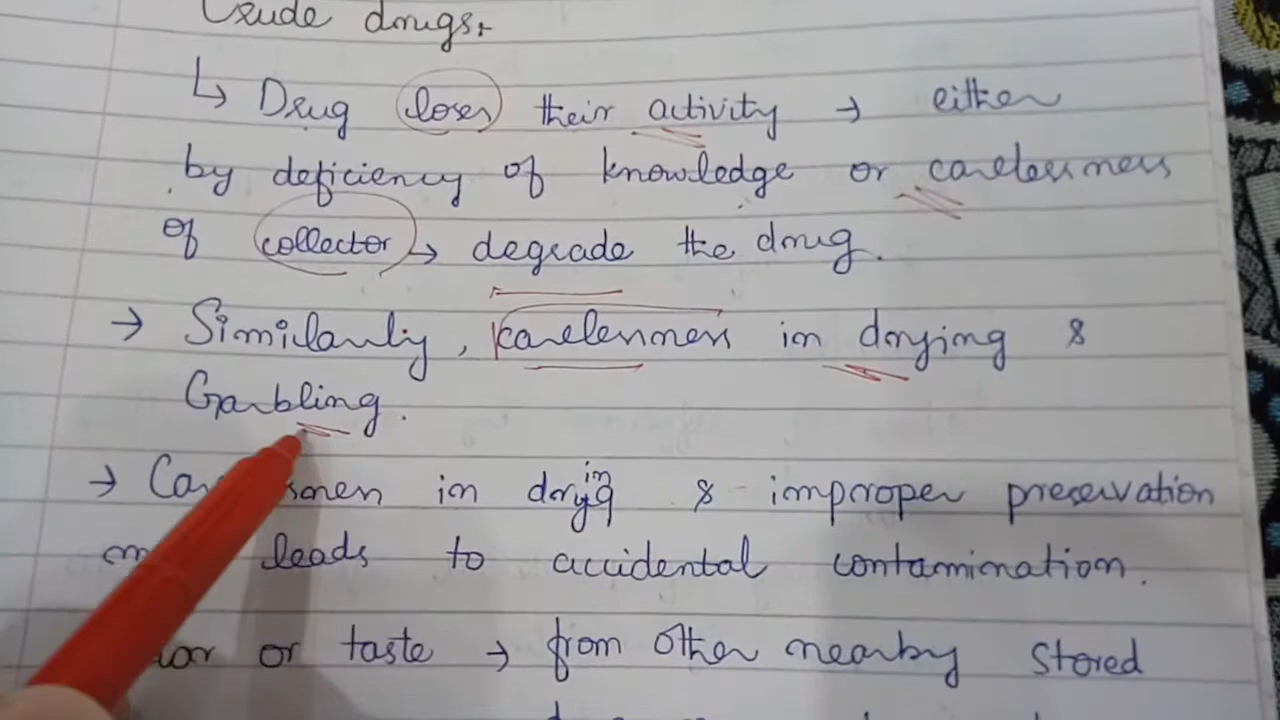 Crude drugs:-
↳ Drug loses their activity → either
by deficiency of knowledge or carelessness
of collector → degrade the drug.
→ Similarly, carelessness in drying &
Garbling.
→ in drying & improper preservation
leads to accidental contamination.
or taste → from other nearby stored